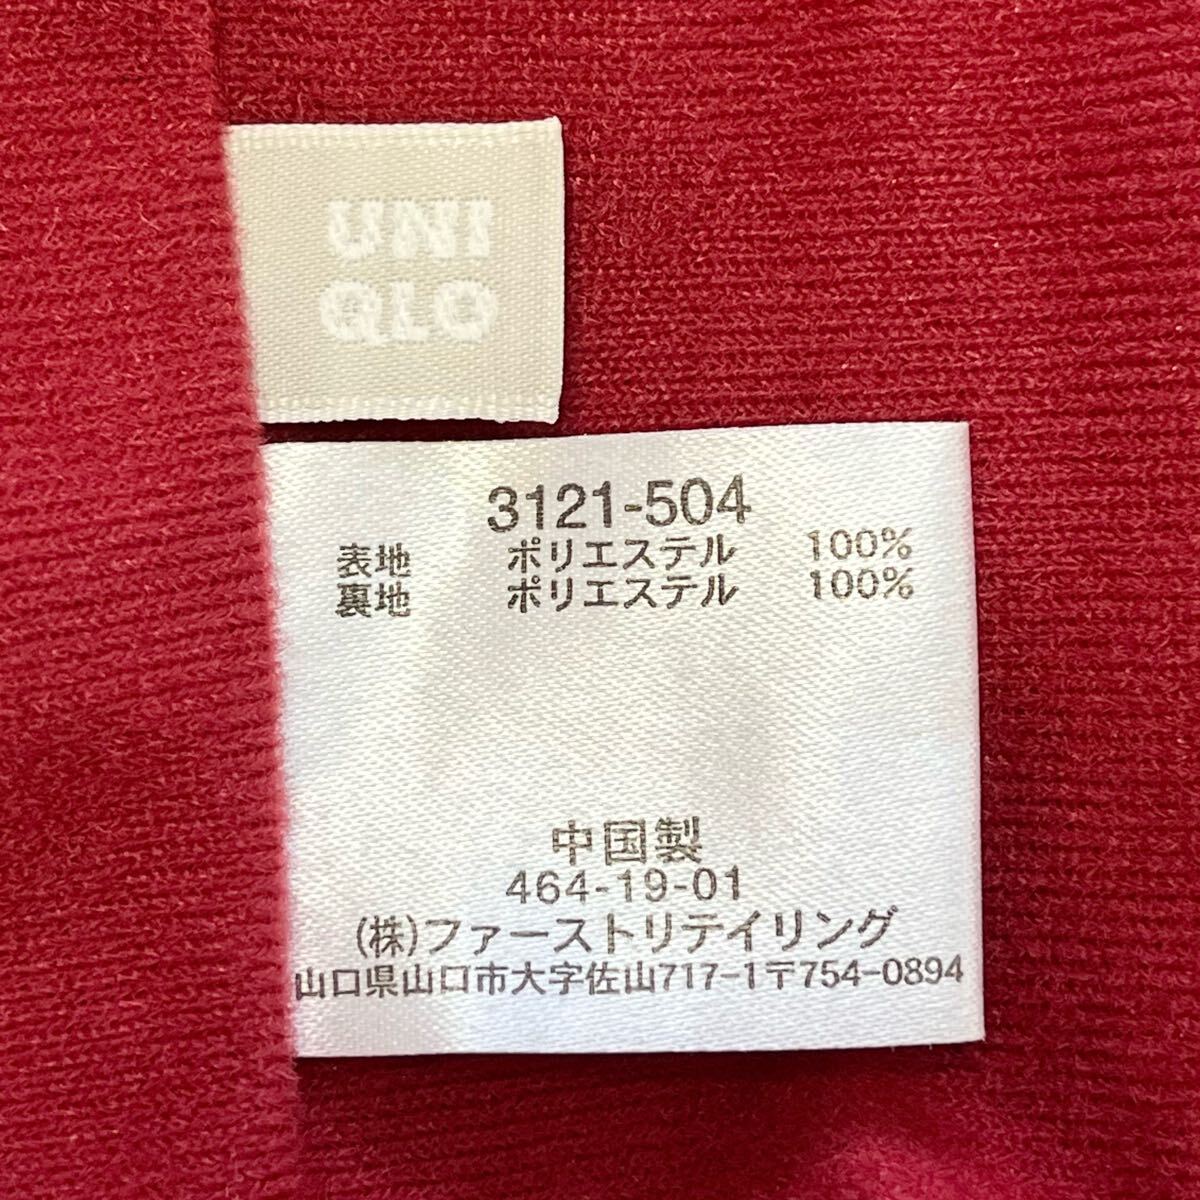 UNI
QLO
3121-504
表地 ポリエステル 100%
裏地 ポリエステル 100%
中国製
464-19-01
(株)ファーストリテイリング
山口県山口市大字佐山717-1〒754-0894